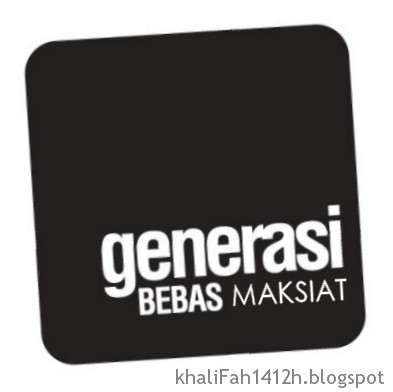 generasi
BEBAS MAKSIAT
khaliFah1412h.blogspot